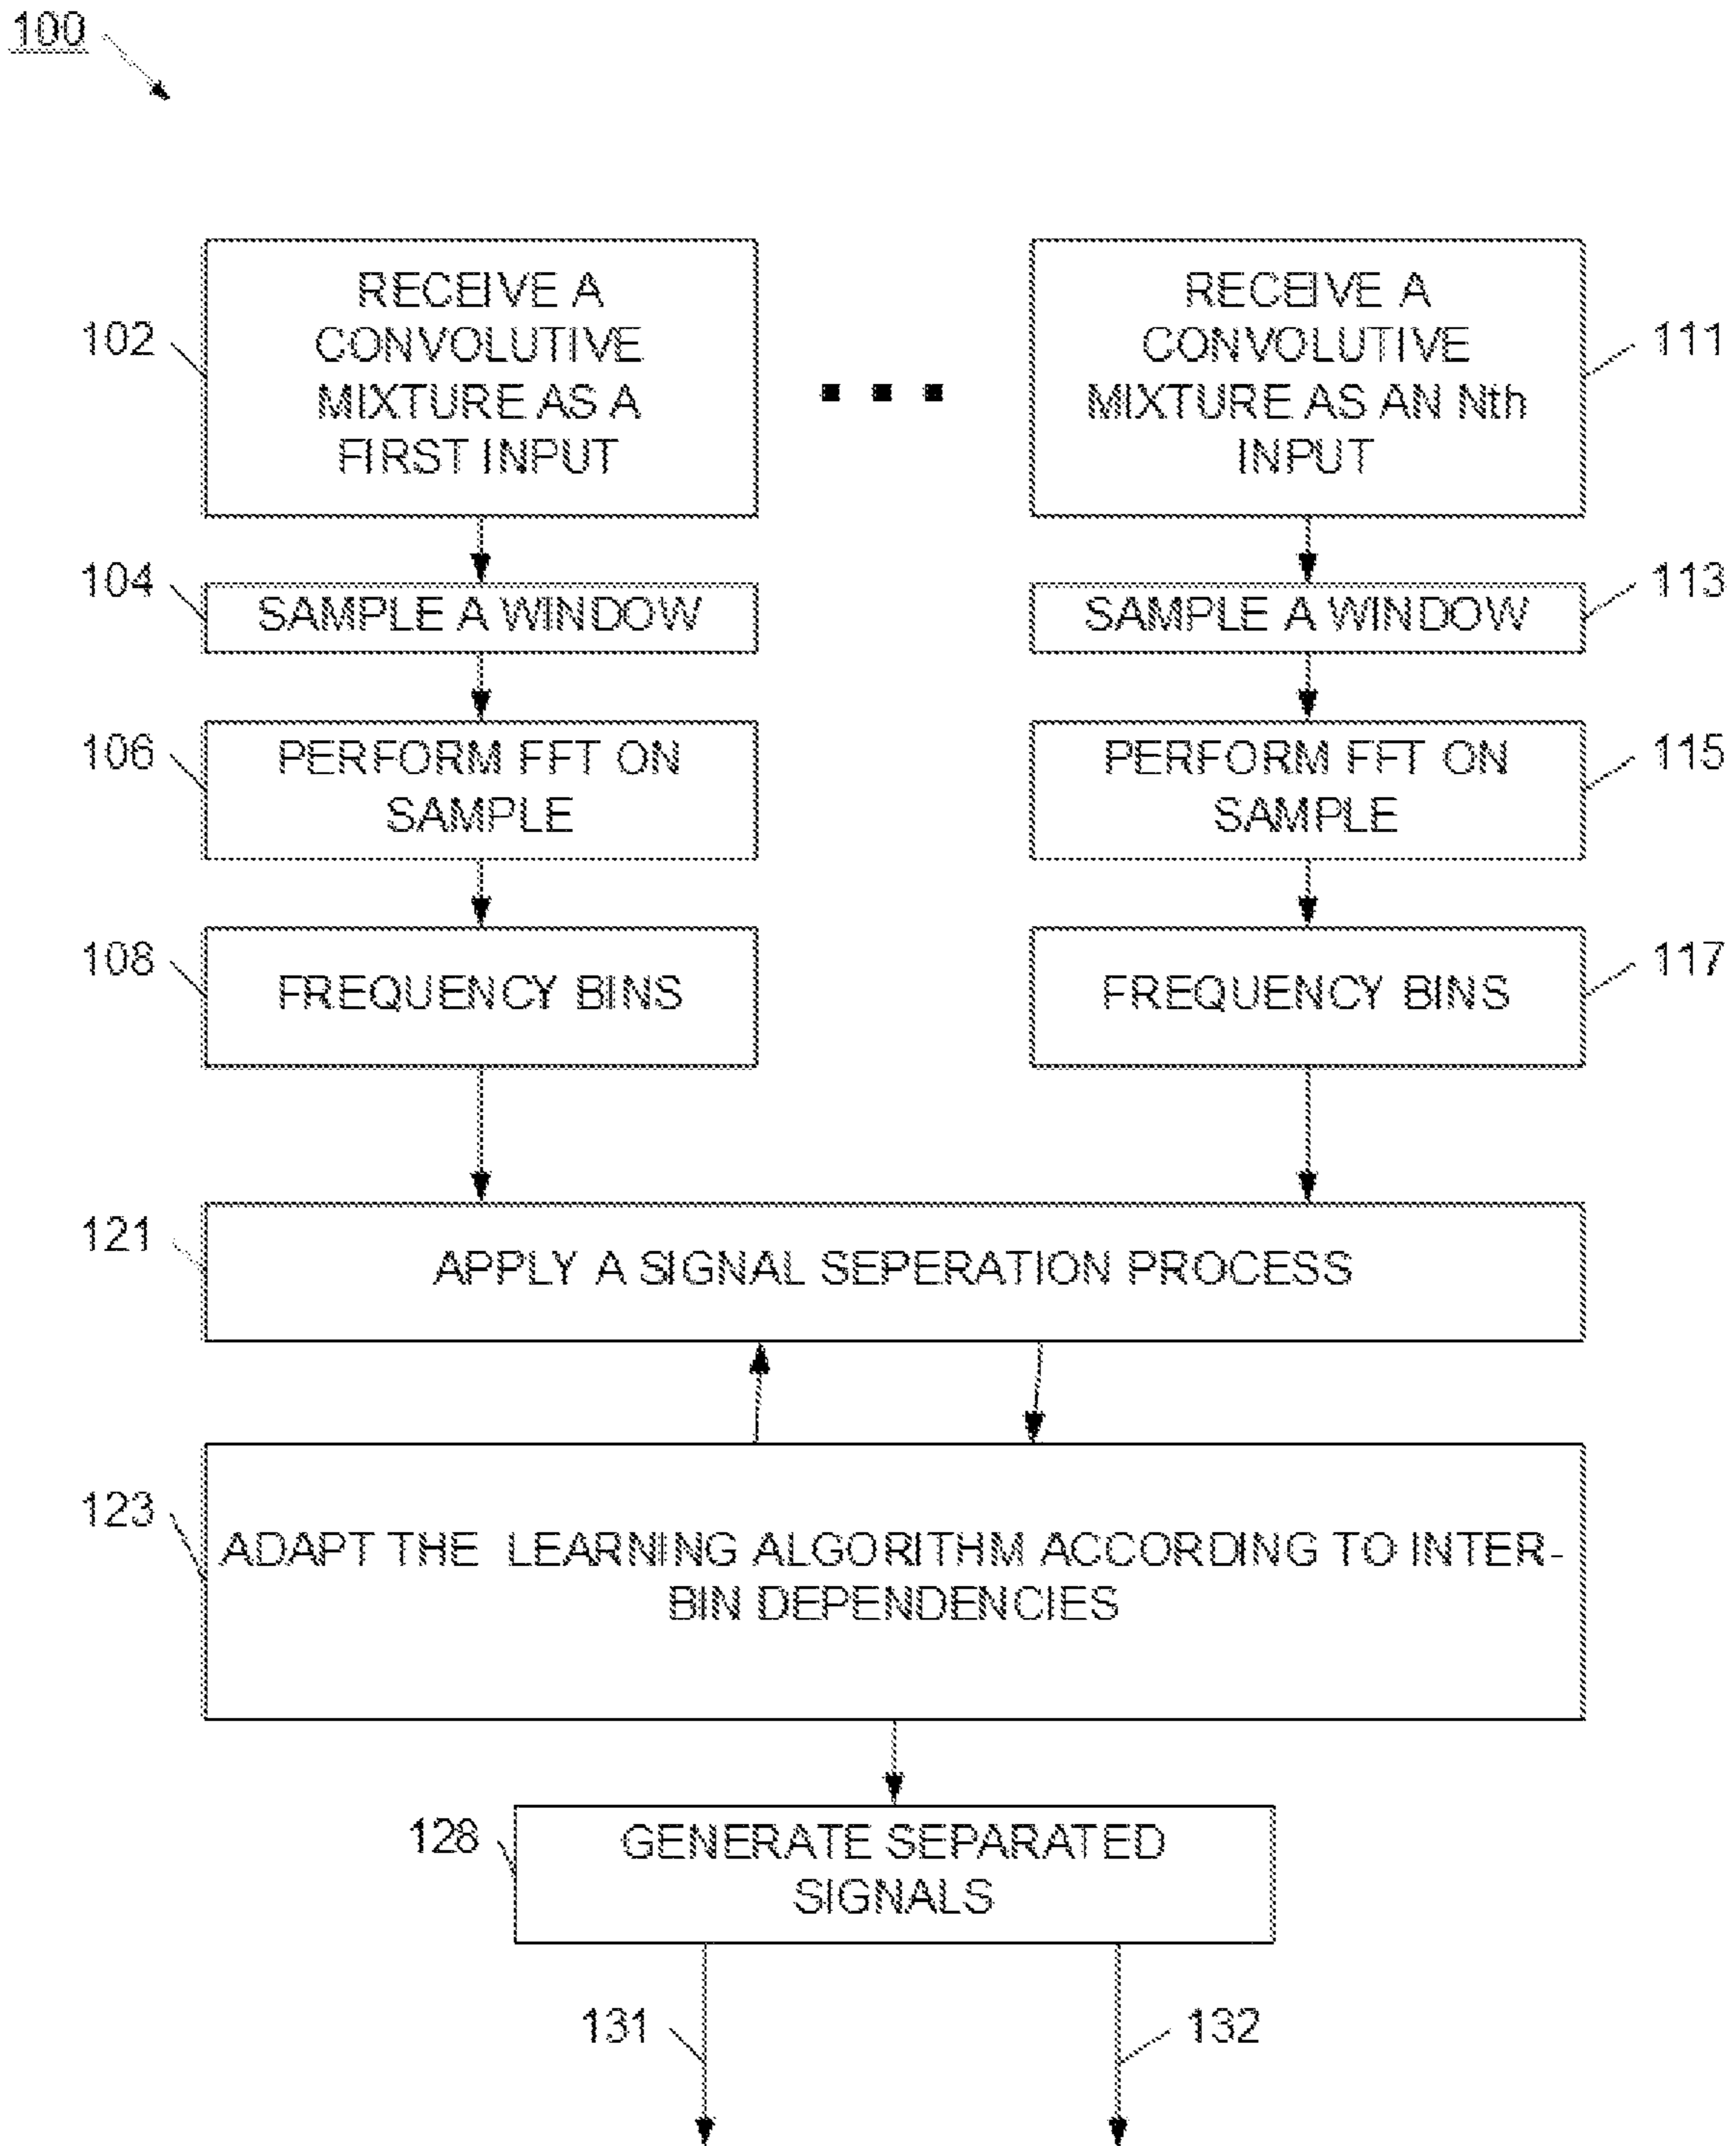 100
RECEIVE A
CONVOLUTIVE
MIXTURE AS A
FIRST INPUT
102
RECEIVE A
CONVOLUTIVE
MIXTURE AS AN Nth
INPUT
111
104
SAMPLE A WINDOW
SAMPLE A WINDOW
113
106
PERFORM FFT ON
SAMPLE
PERFORM FFT ON
SAMPLE
115
108
FREQUENCY BINS
FREQUENCY BINS
117
121
APPLY A SIGNAL SEPERATION PROCESS
123
ADAPT THE LEARNING ALGORITHM ACCORDING TO INTER-
BIN DEPENDENCIES
128
GENERATE SEPARATED
SIGNALS
131
132